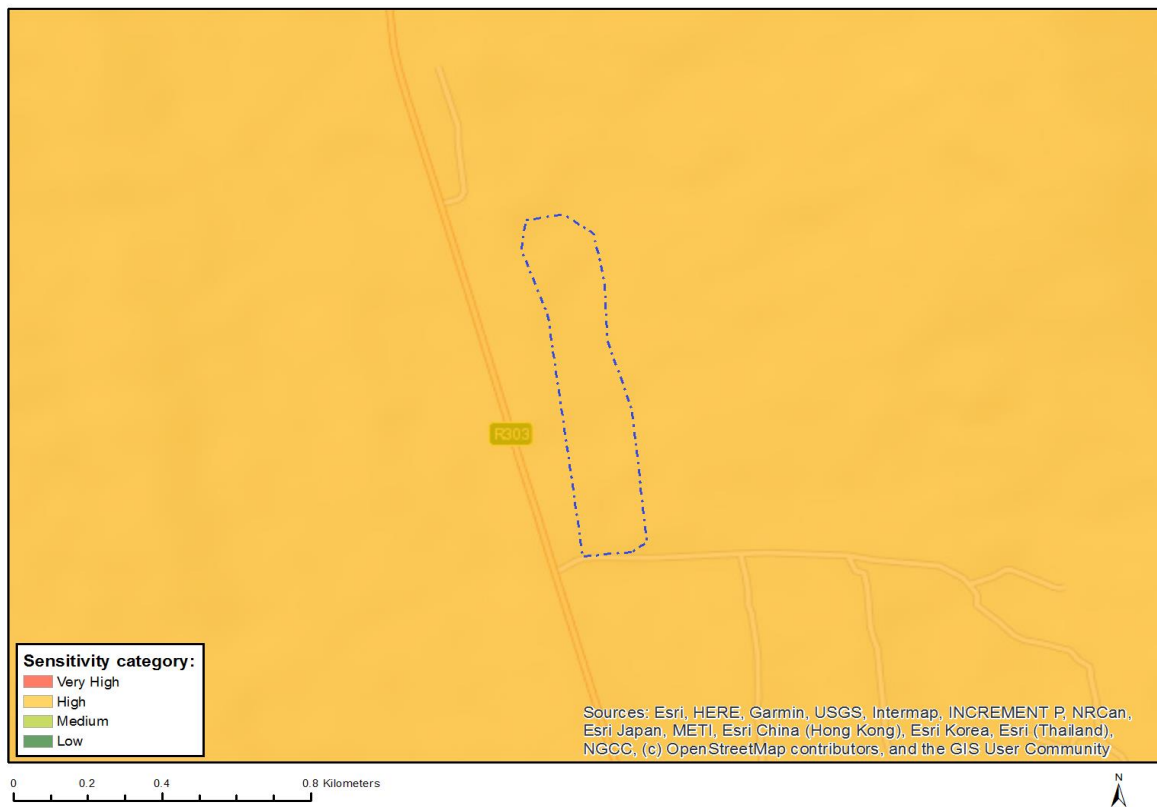 R303
Sensitivity category:
Very High
High
Medium
Low
Sources: Esri, HERE, Garmin, USGS, Intermap, INCREMENT P, NRCan,
Esri Japan, METI, Esri China (Hong Kong), Esri Korea, Esri (Thailand),
NGCC, (c) OpenStreetMap contributors, and the GIS User Community
0 0.2 0.4 0.8 Kilometers
N